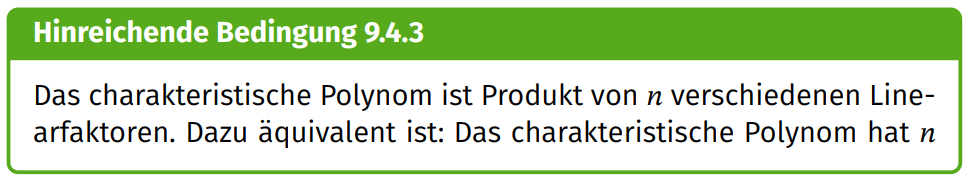 Hinreichende Bedingung 9.4.3
Das charakteristische Polynom ist Produkt von n verschiedenen Line-
arfaktoren. Dazu äquivalent ist: Das charakteristische Polynom hat n